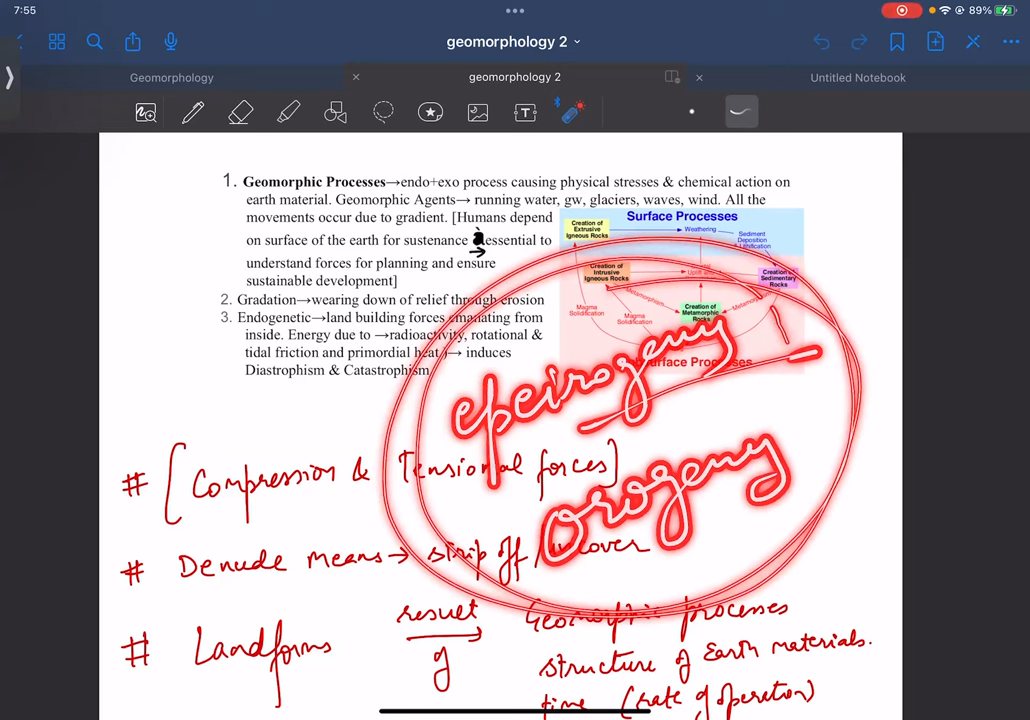 7:55
89%
geomorphology 2
Geomorphology
geomorphology 2
Untitled Notebook
1. Geomorphic Processes→endo+exo process causing physical stresses & chemical action on
earth material. Geomorphic Agents→ running water, gw, glaciers, waves, wind. All the
movements occur due to gradient. [Humans depend
on surface of the earth for sustenance essential to
understand forces for planning and ensure
sustainable development]
2. Gradation→wearing down of relief through erosion
3. Endogenetic→land building forces emanating from
inside. Energy due to →radioactivity, rotational &
tidal friction and primordial heat → induces
Diastrophism & Catastrophism
Surface Processes
Creation of
Extrusive
Igneous Rocks
Weathering
Sediment
Deposition
Lithification
Creation of
Intrusive
Igneous Rocks
Uplift
Creation of
Sedimentary
Rocks
Metamorphism
Magma
Solidification
Magma
Solidification
Creation of
Metamorphic
Rocks
Surface Processes
epeirogeny
orogeny
# [Compression & Tensional forces]
# Denude means → strip off / uncover
# Landforms result of Geomorphic processes
structure of Earth materials.
time (rate of operation)